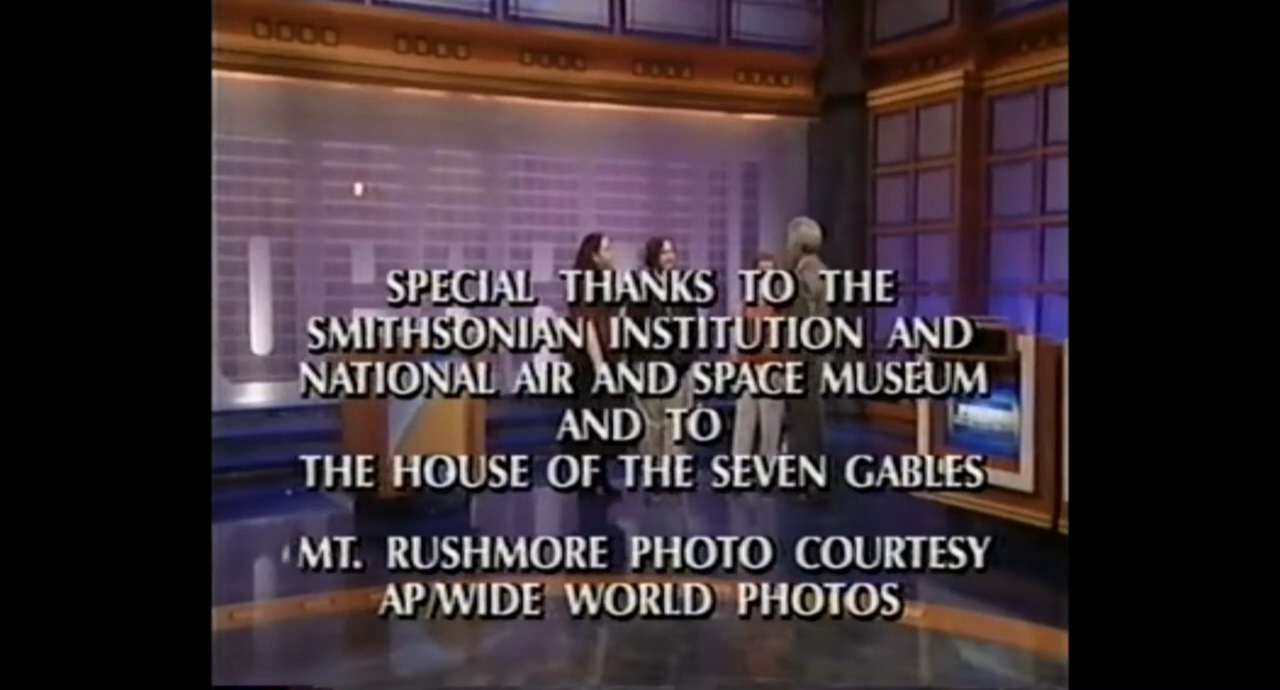 SPECIAL THANKS TO THE
SMITHSONIAN INSTITUTION AND
NATIONAL AIR AND SPACE MUSEUM
AND TO
THE HOUSE OF THE SEVEN GABLES
MT. RUSHMORE PHOTO COURTESY
AP/WIDE WORLD PHOTOS